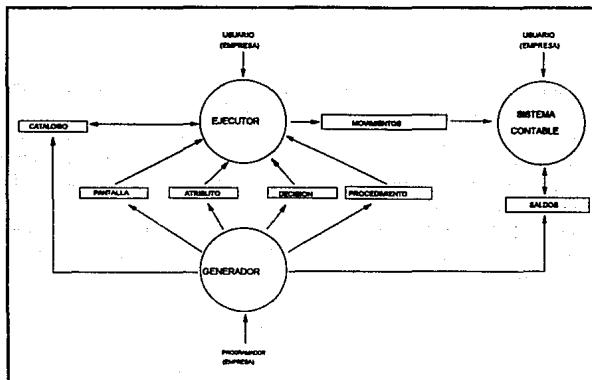 USUARIO
(EMPRESA)
USUARIO
(EMPRESA)
EJECUTOR
SISTEMA
CONTABLE
CATALOGO
MOVIMIENTOS
PANTALLA
ATRIBUTO
DECISION
PROCEDIMIENTO
SALDOS
GENERADOR
PROGRAMADOR
(EMPRESA)